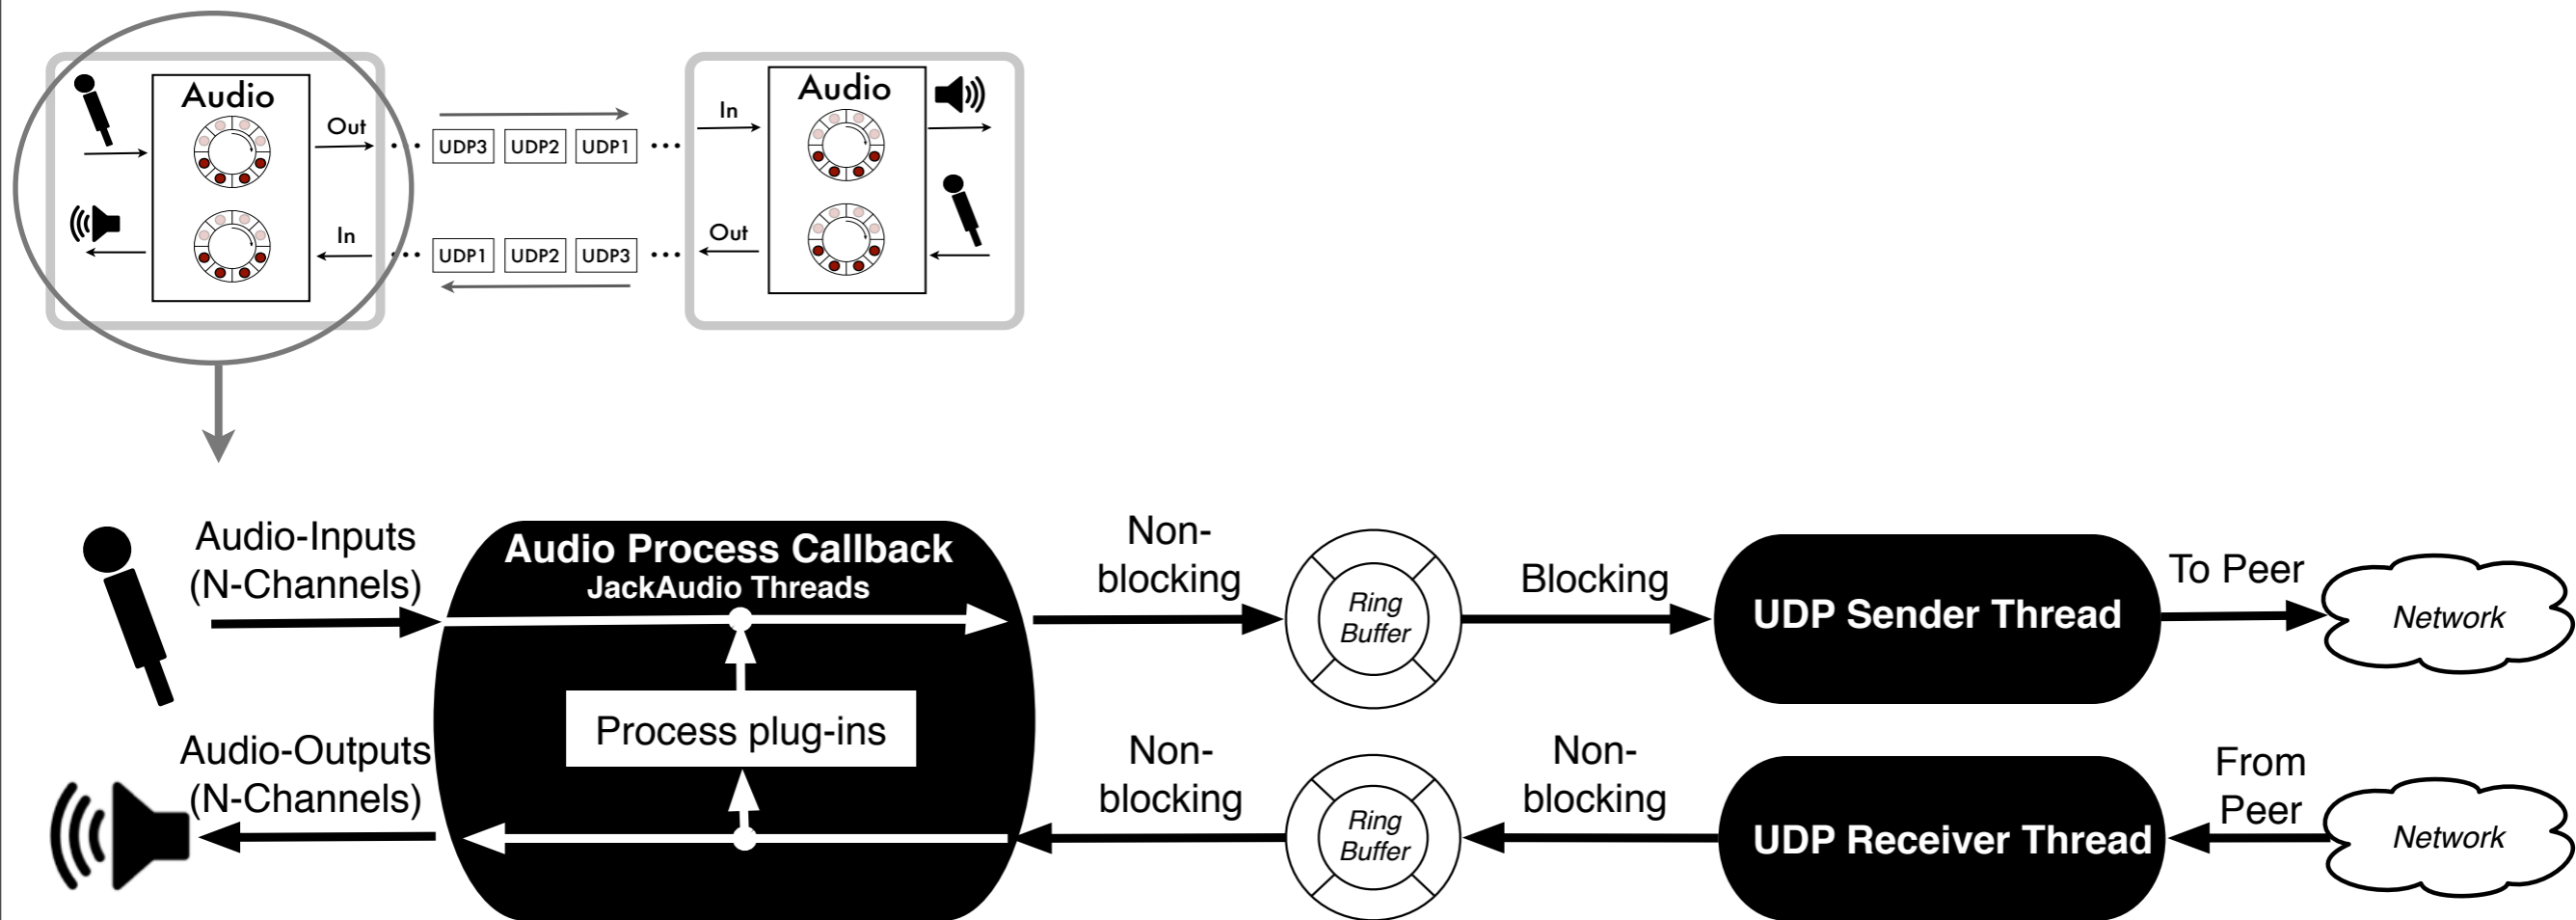 Audio
Out
In
UDP3 UDP2 UDP1
UDP1 UDP2 UDP3
In
Out
Audio
Audio-Inputs
(N-Channels)
Audio Process Callback
JackAudio Threads
Process plug-ins
Audio-Outputs
(N-Channels)
Non-
blocking
Ring
Buffer
Blocking
UDP Sender Thread
To Peer
Network
Non-
blocking
Ring
Buffer
Non-
blocking
UDP Receiver Thread
From
Peer
Network